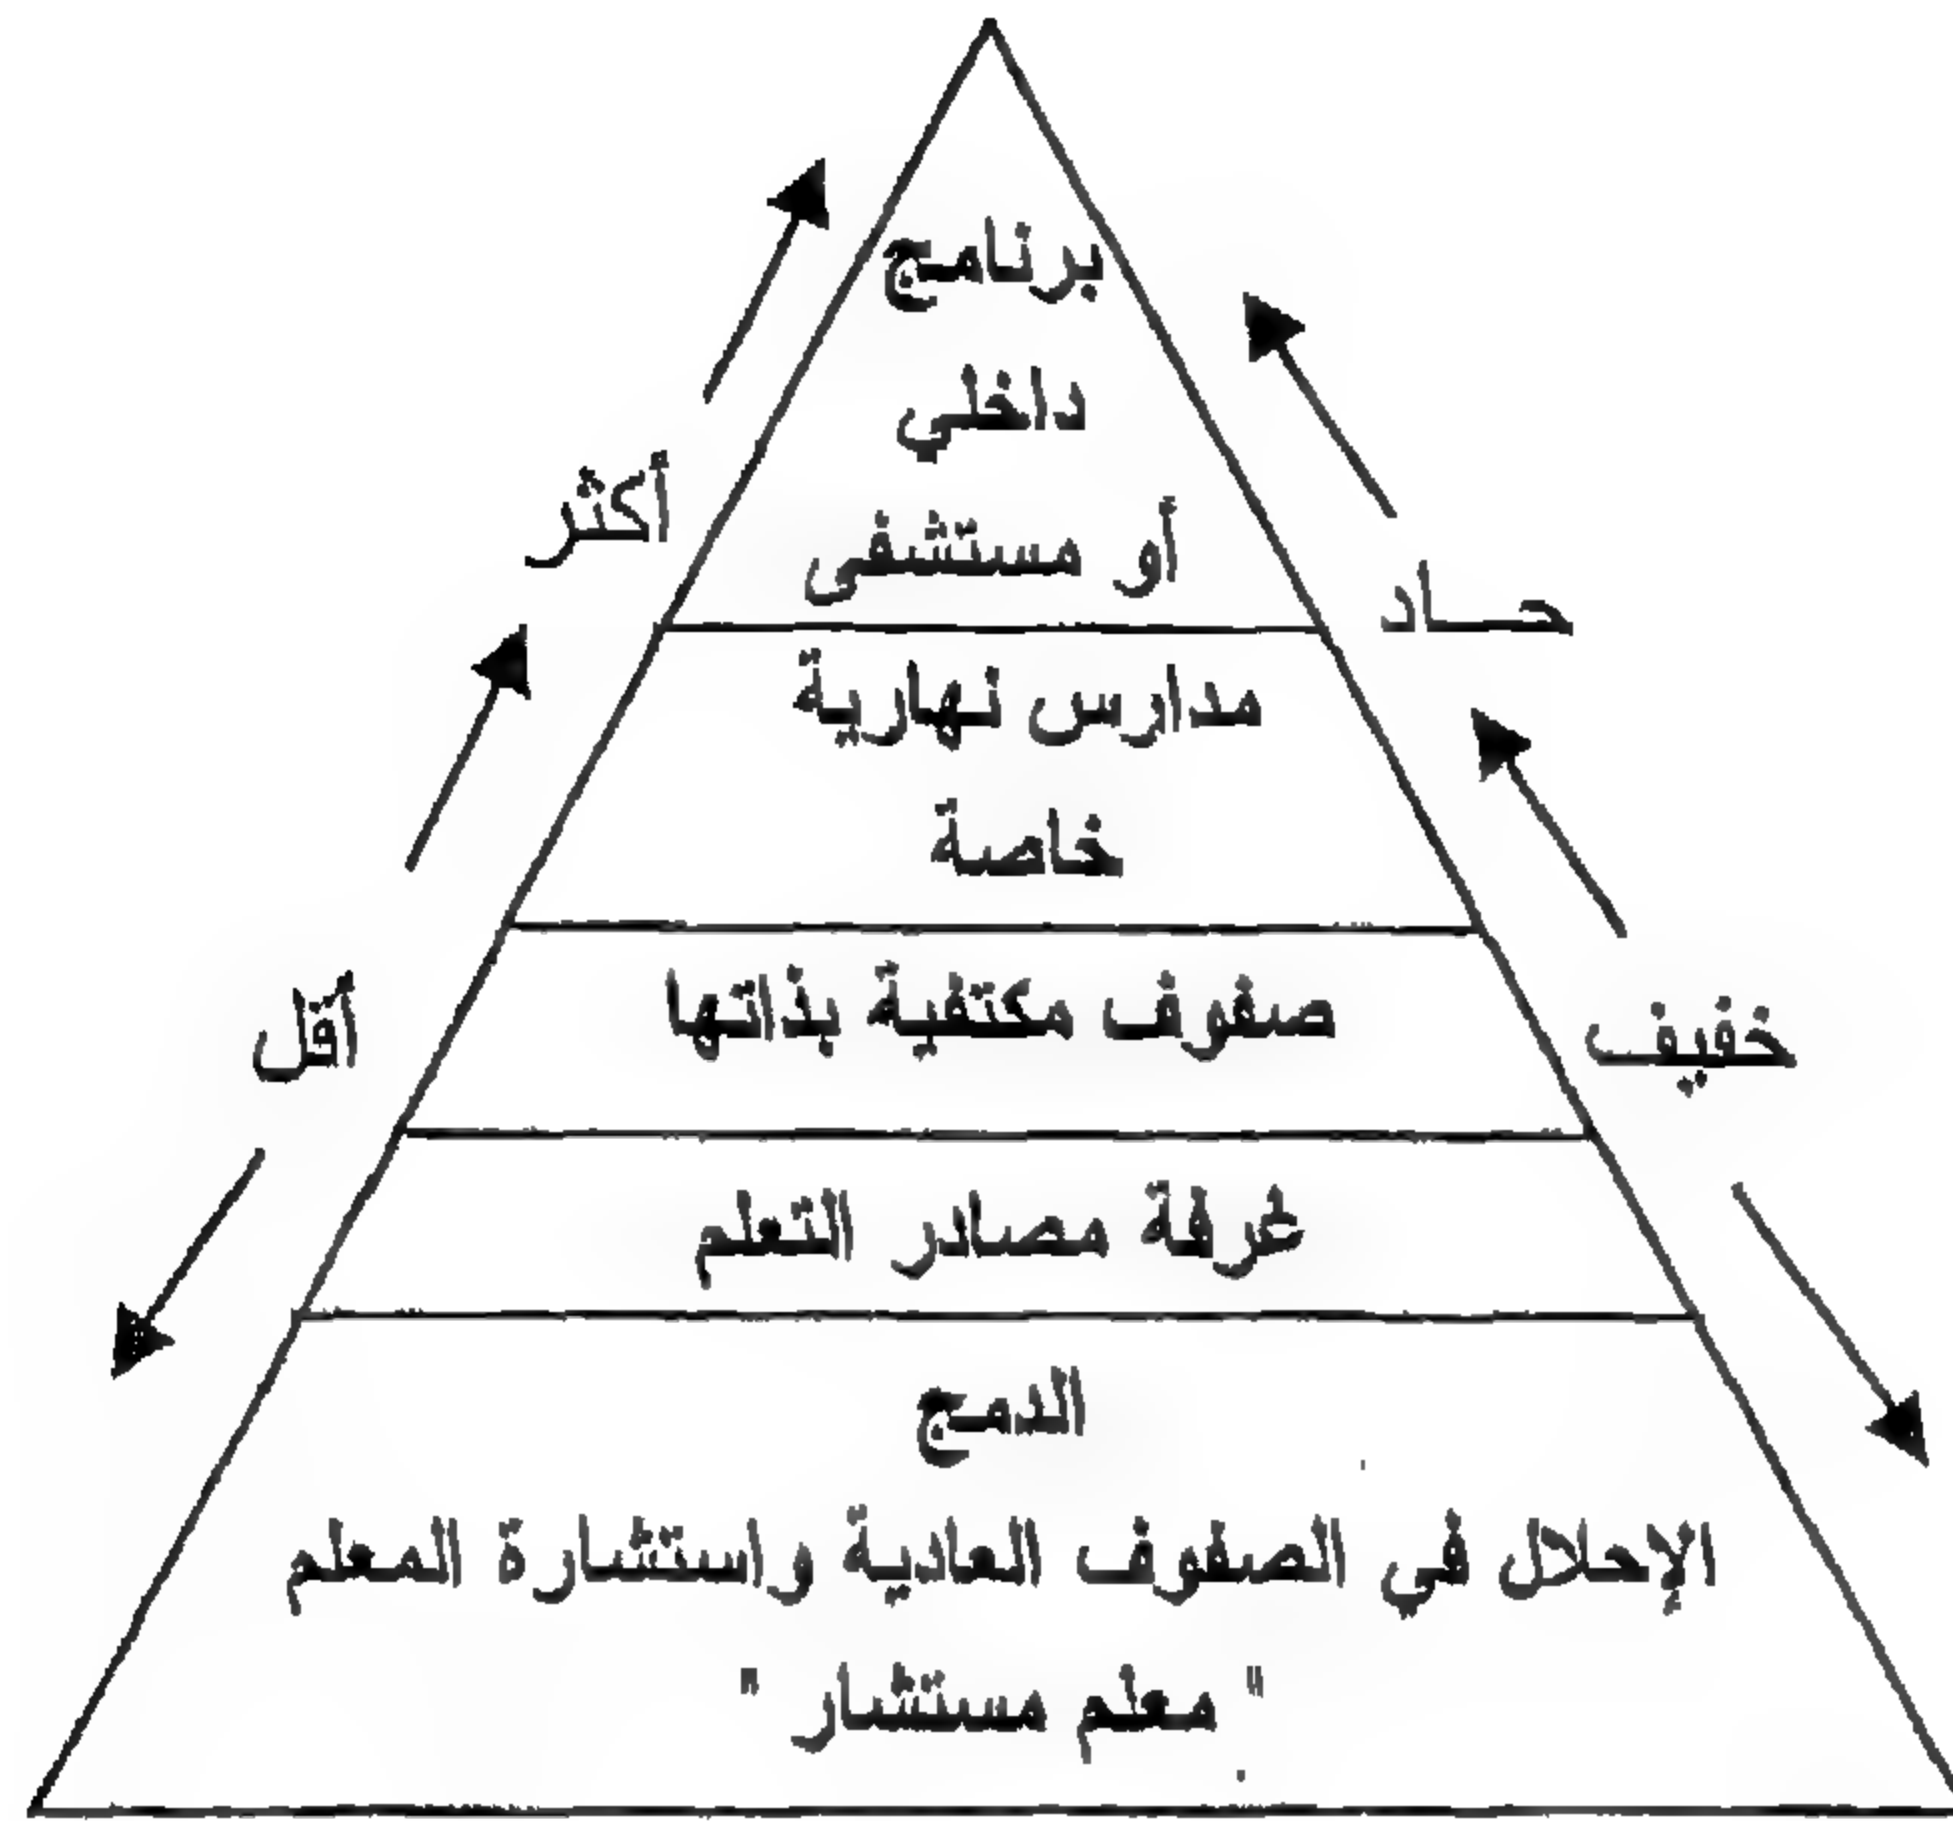 برنامج
داخلي
أو مستشفى
أكثر
حـــاد
مدارس نهارية
خاصة
صفوف مكتفية بذاتها
خفيف
أقل
غرفة مصادر التعلم
الدمج
الإحلال في الصفوف العادية واستشارة المعلم
" معلم مستشار "